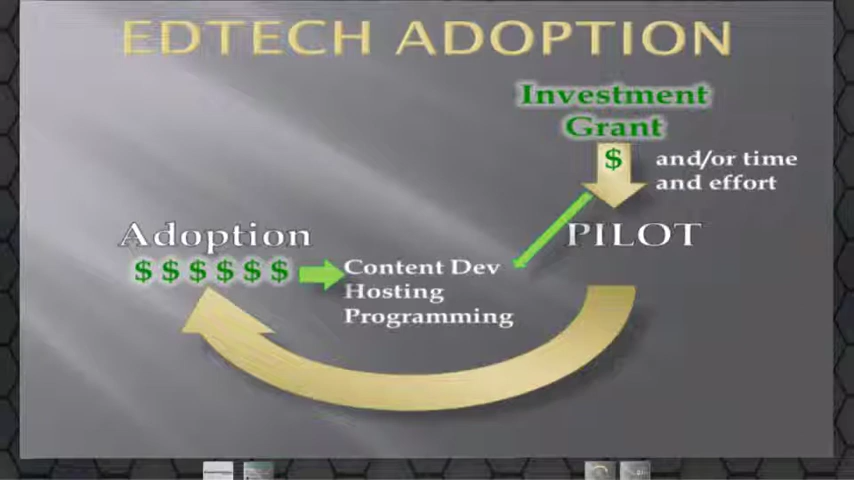 EDTECH ADOPTION
Investment
Grant
$
and/or time
and effort
PILOT
Adoption
$$$$$$
Content Dev
Hosting
Programming